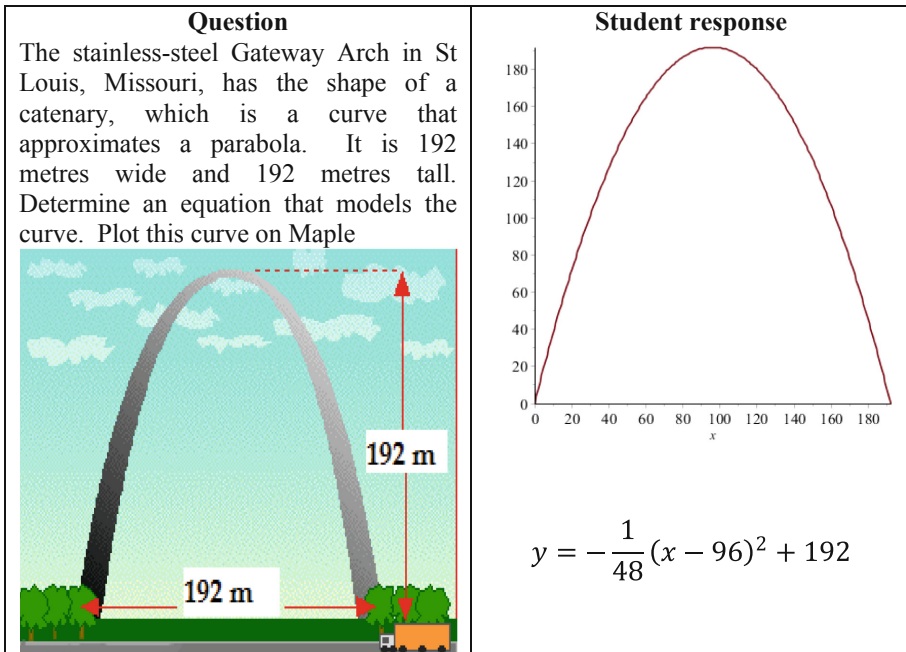 Question
The stainless-steel Gateway Arch in St
Louis, Missouri, has the shape of a
catenary, which is a curve that
approximates a parabola. It is 192
metres wide and 192 metres tall.
Determine an equation that models the
curve. Plot this curve on Maple
192 m
192 m
Student response
180
160
140
120
100
80
60
40
20
0
0 20 40 60 80 100 120 140 160 180
x
y = −1/48(x − 96)² + 192